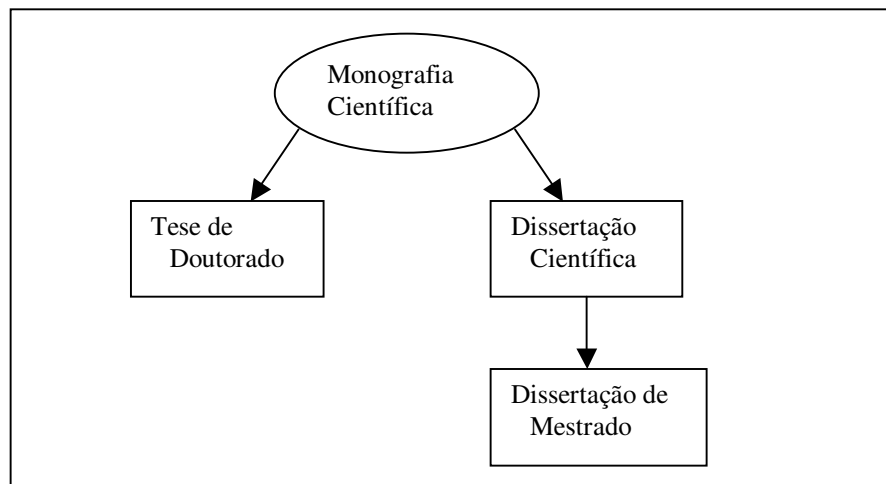 Monografia
Científica
Tese de
Doutorado
Dissertação
Científica
Dissertação de
Mestrado